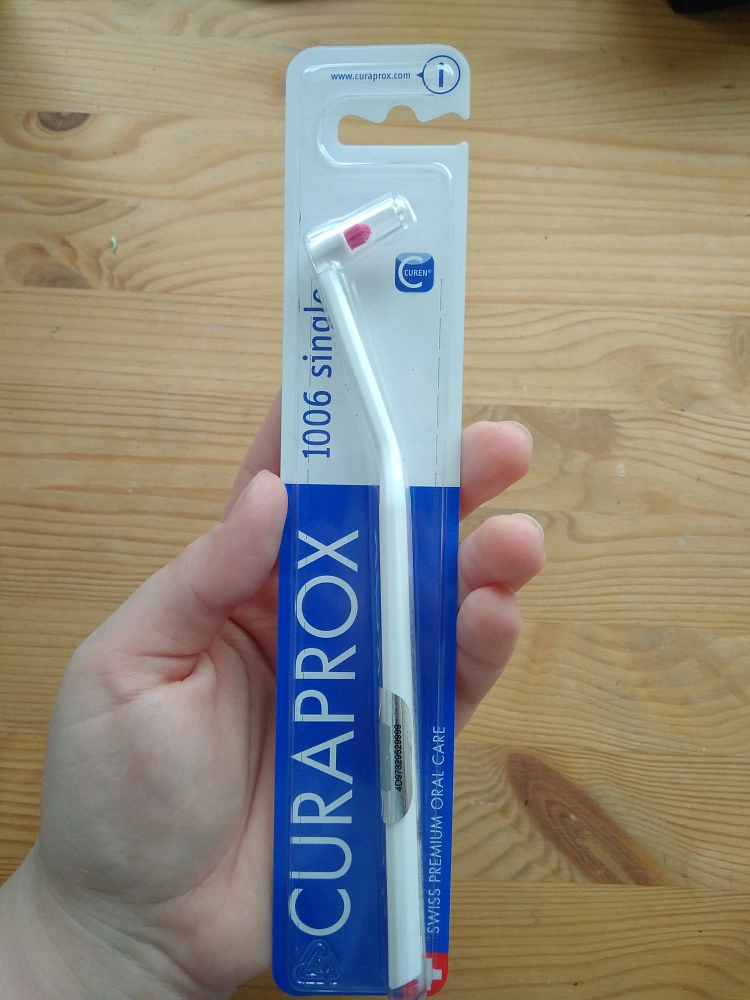 www.curaprox.com i
CUREN®
1006 single
CURAPROX
SWISS PREMIUM ORAL CARE